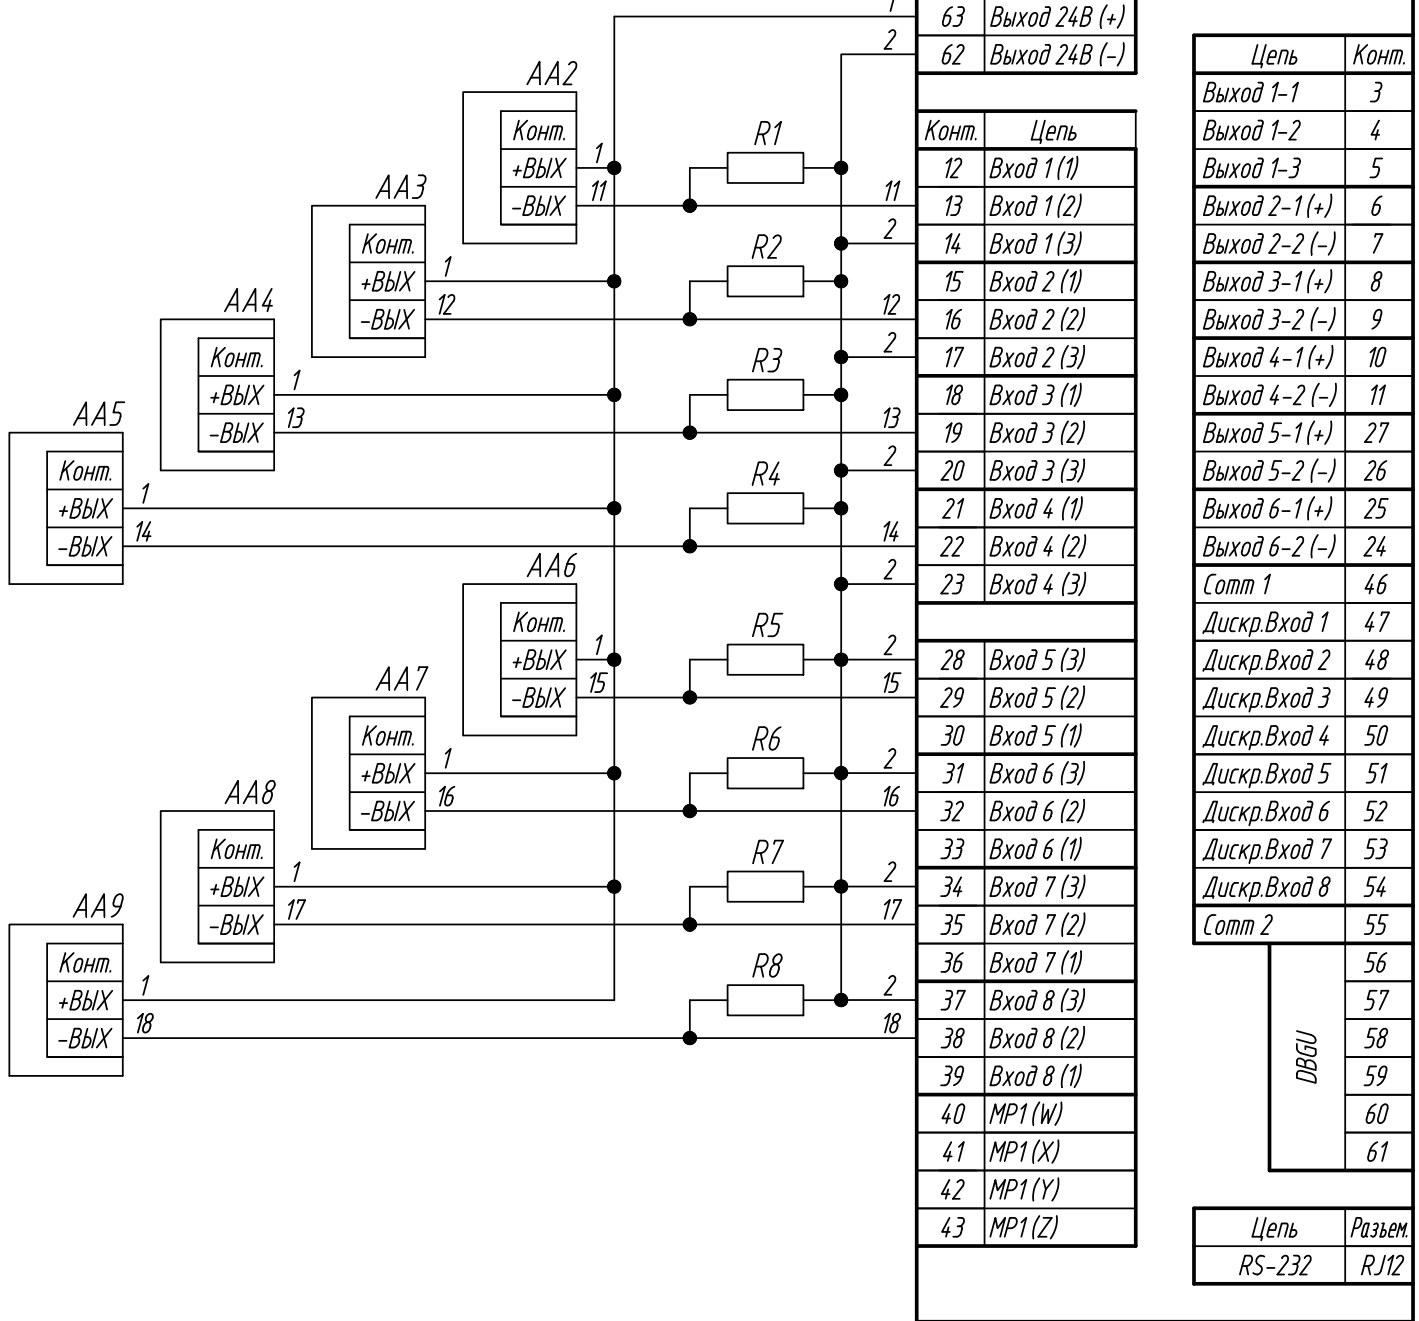 1
63 Выход 24В (+)
2
62 Выход 24В (-)
Конт. Цепь
12 Вход 1 (1)
11
13 Вход 1 (2)
2
14 Вход 1 (3)
15 Вход 2 (1)
12
16 Вход 2 (2)
2
17 Вход 2 (3)
18 Вход 3 (1)
13
19 Вход 3 (2)
2
20 Вход 3 (3)
21 Вход 4 (1)
14
22 Вход 4 (2)
2
23 Вход 4 (3)
2
28 Вход 5 (3)
15
29 Вход 5 (2)
30 Вход 5 (1)
2
31 Вход 6 (3)
16
32 Вход 6 (2)
33 Вход 6 (1)
2
34 Вход 7 (3)
17
35 Вход 7 (2)
36 Вход 7 (1)
2
37 Вход 8 (3)
18
38 Вход 8 (2)
39 Вход 8 (1)
40 МР1 (W)
41 МР1 (X)
42 МР1 (Y)
43 МР1 (Z)
АА2
Конт.
+ВЫХ 1
-ВЫХ 11
АА3
Конт.
+ВЫХ 1
-ВЫХ 12
АА4
Конт.
+ВЫХ 1
-ВЫХ 13
АА5
Конт.
+ВЫХ 1
-ВЫХ 14
АА6
Конт.
+ВЫХ 1
-ВЫХ 15
АА7
Конт.
+ВЫХ 1
-ВЫХ 16
АА8
Конт.
+ВЫХ 1
-ВЫХ 17
АА9
Конт.
+ВЫХ 1
-ВЫХ 18
R1
R2
R3
R4
R5
R6
R7
R8
Цепь Конт.
Выход 1-1 3
Выход 1-2 4
Выход 1-3 5
Выход 2-1 (+) 6
Выход 2-2 (-) 7
Выход 3-1 (+) 8
Выход 3-2 (-) 9
Выход 4-1 (+) 10
Выход 4-2 (-) 11
Выход 5-1 (+) 27
Выход 5-2 (-) 26
Выход 6-1 (+) 25
Выход 6-2 (-) 24
Comm 1 46
Дискр.Вход 1 47
Дискр.Вход 2 48
Дискр.Вход 3 49
Дискр.Вход 4 50
Дискр.Вход 5 51
Дискр.Вход 6 52
Дискр.Вход 7 53
Дискр.Вход 8 54
Comm 2 55
DBGU
56
57
58
59
60
61
Цепь Разъем.
RS-232 RJ12